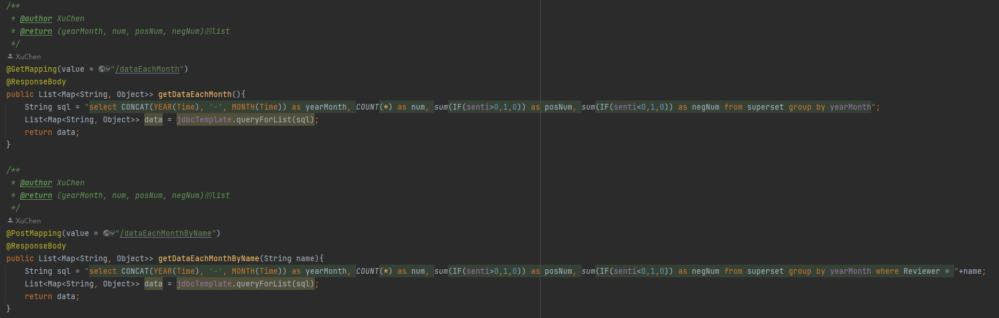 /**
 * @author XuChen
 * @return (yearMonth, num, posNum, negNum)的list
 */
XuChen
@GetMapping(value = "/dataEachMonth")
@ResponseBody
public List<Map<String, Object>> getDataEachMonth(){
    String sql = "select CONCAT(YEAR(Time), '-', MONTH(Time)) as yearMonth, COUNT(*) as num, sum(IF(senti>0,1,0)) as posNum, sum(IF(senti<0,1,0)) as negNum from superset group by yearMonth";
    List<Map<String, Object>> data = jdbcTemplate.queryForList(sql);
    return data;
}

/**
 * @author XuChen
 * @return (yearMonth, num, posNum, negNum)的list
 */
XuChen
@PostMapping(value = "/dataEachMonthByName")
@ResponseBody
public List<Map<String, Object>> getDataEachMonthByName(String name){
    String sql = "select CONCAT(YEAR(Time), '-', MONTH(Time)) as yearMonth, COUNT(*) as num, sum(IF(senti>0,1,0)) as posNum, sum(IF(senti<0,1,0)) as negNum from superset group by yearMonth where Reviewer = "+name;
    List<Map<String, Object>> data = jdbcTemplate.queryForList(sql);
    return data;
}